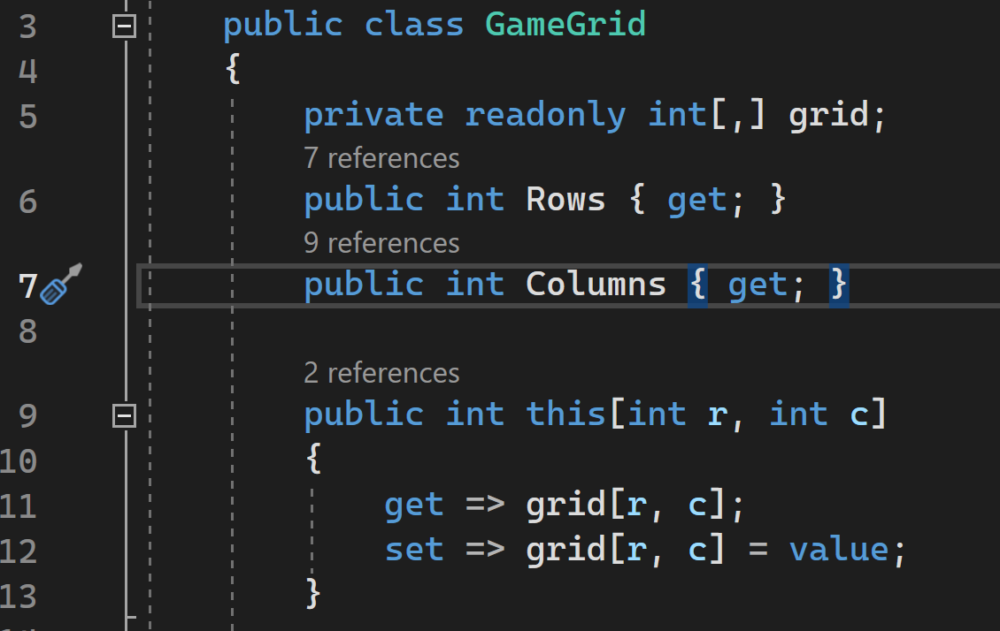 3 public class GameGrid
4 {
5 private readonly int[,] grid;
7 references
6 public int Rows { get; }
9 references
7 public int Columns { get; }
8
2 references
9 public int this[int r, int c]
10 {
11 get => grid[r, c];
12 set => grid[r, c] = value;
13 }